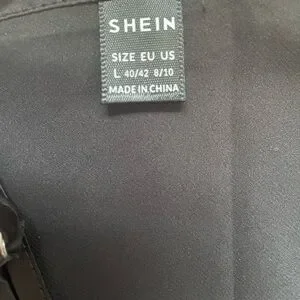 SHEIN
SIZE EU US
L 40/42 8/10
MADE IN CHINA